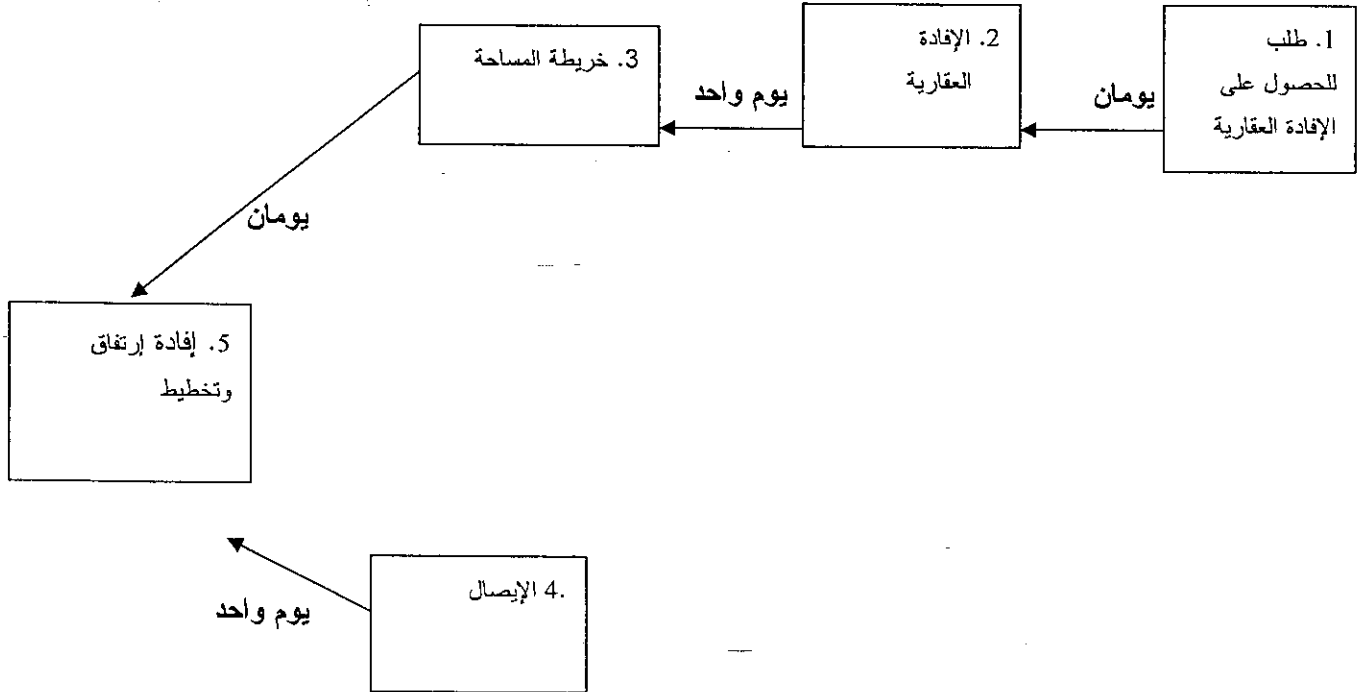 1. طلب
للحصول على
الإفادة العقارية
يومان
2. الإفادة
العقارية
يوم واحد
3. خريطة المساحة
يومان
5. إفادة إرتفاق
وتخطيط
4. الإيصال
يوم واحد